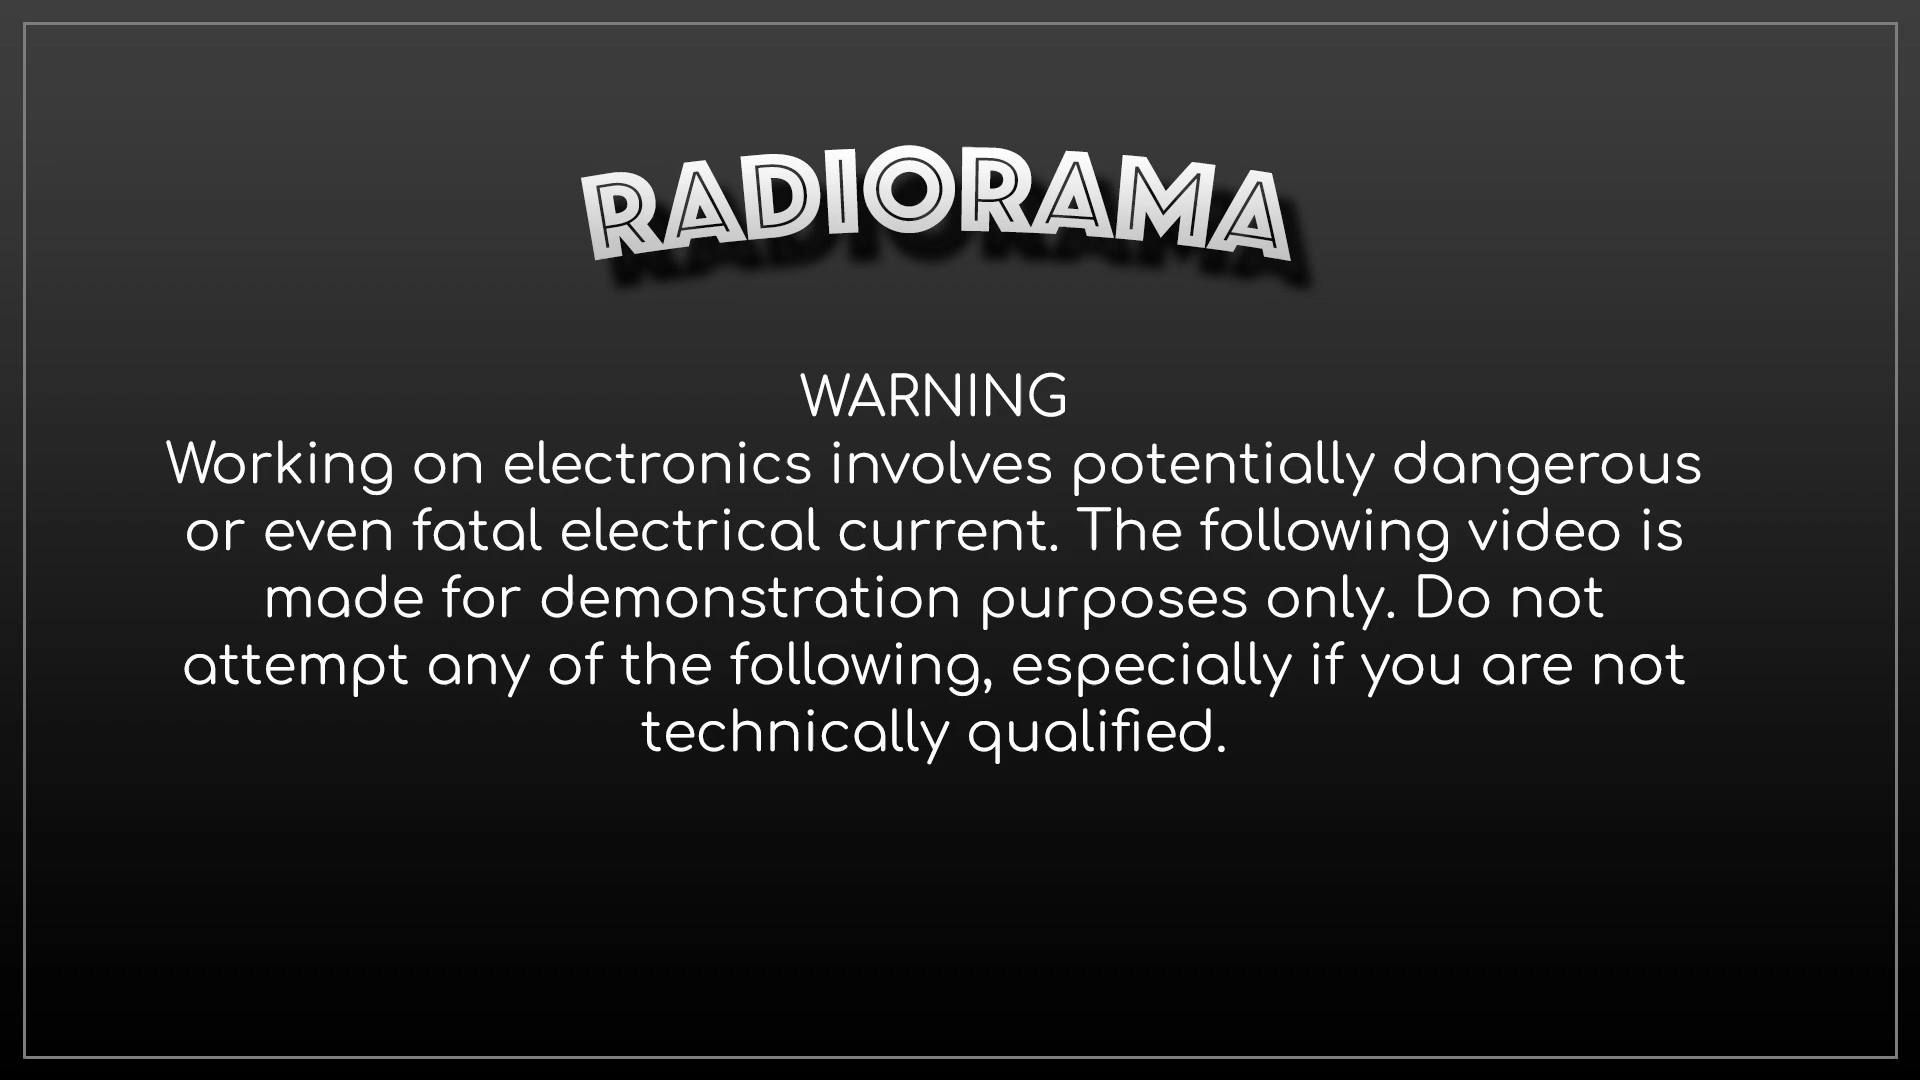 RADIORAMA
WARNING
Working on electronics involves potentially dangerous
or even fatal electrical current. The following video is
made for demonstration purposes only. Do not
attempt any of the following, especially if you are not
technically qualified.